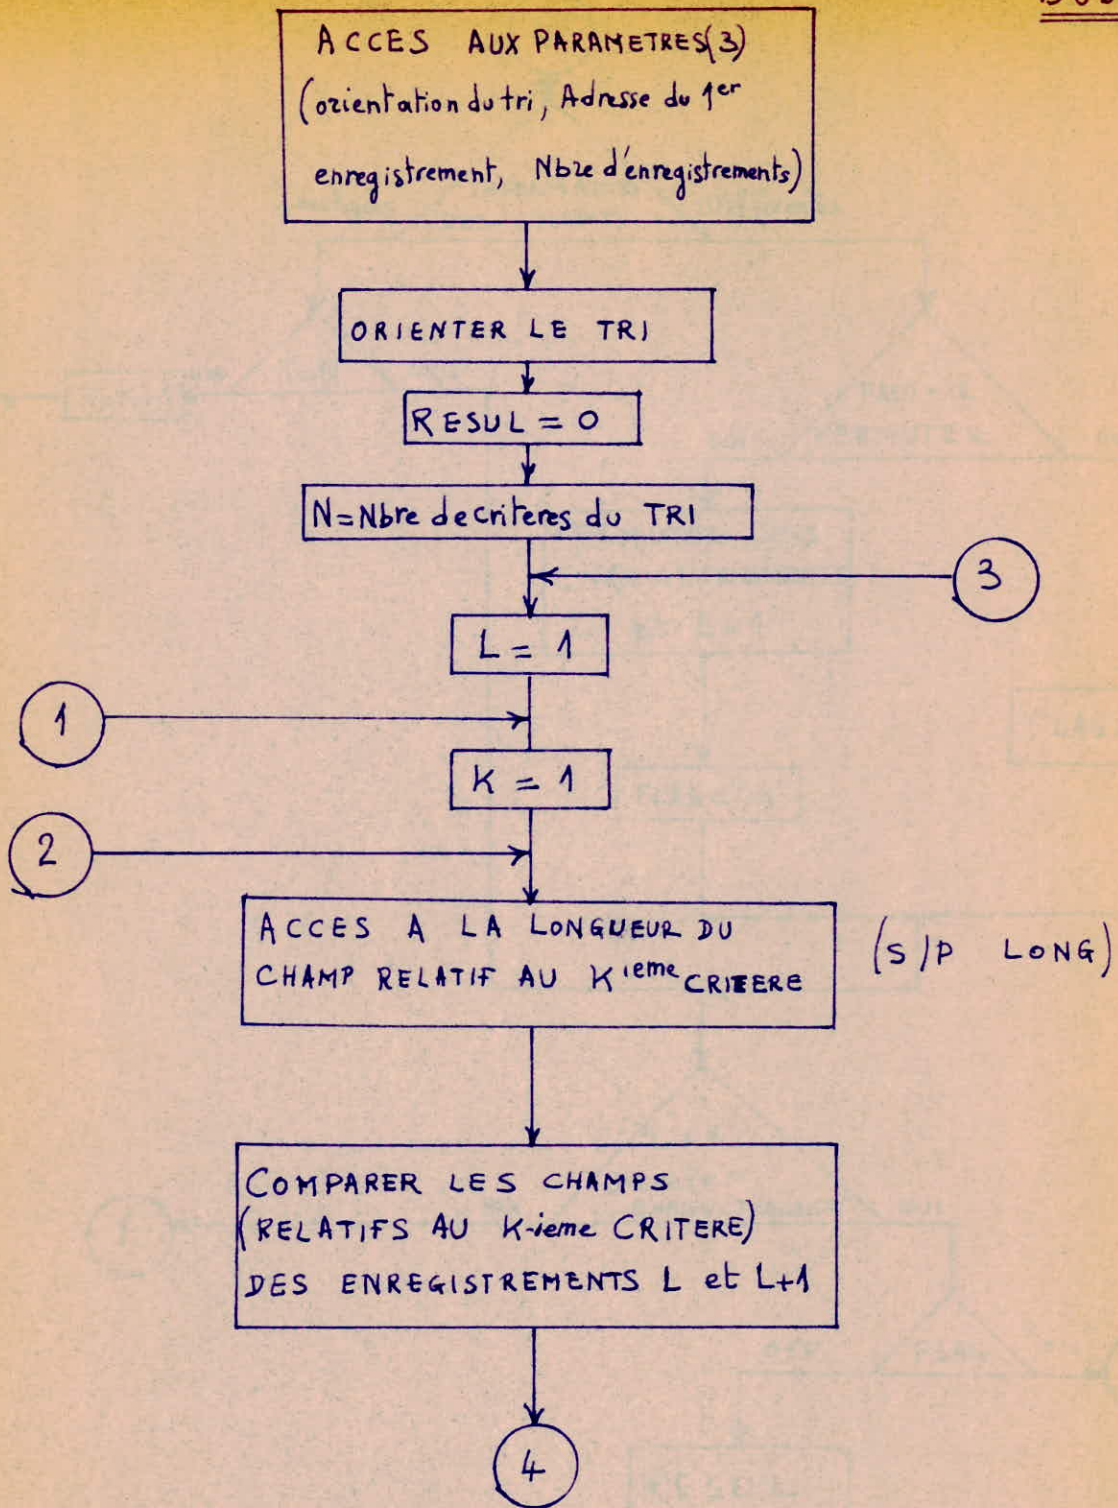 ACCES AUX PARAMETRES(3)
(orientation du tri, Adresse du 1er
enregistrement, Nbre d'enregistrements)
ORIENTER LE TRI
RESUL = 0
N=Nbre de criteres du TRI
3
L = 1
1
K = 1
2
ACCES A LA LONGUEUR DU
CHAMP RELATIF AU Kieme CRITERE
(S/P LONG)
COMPARER LES CHAMPS
(RELATIFS AU K-ieme CRITERE)
DES ENREGISTREMENTS L et L+1
4